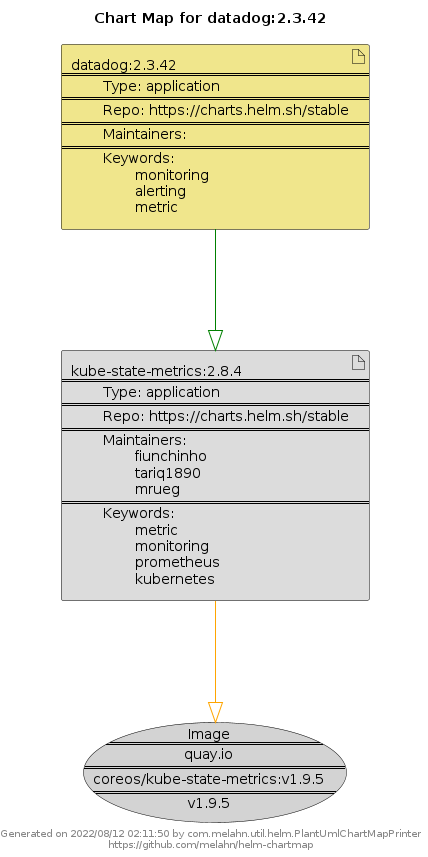 Chart Map for datadog:2.3.42
datadog:2.3.42
Type: application
Repo: https://charts.helm.sh/stable
Maintainers:
Keywords:
monitoring
alerting
metric
kube-state-metrics:2.8.4
Type: application
Repo: https://charts.helm.sh/stable
Maintainers:
fiunchinho
tariq1890
mrueg
Keywords:
metric
monitoring
prometheus
kubernetes
Image
quay.io
coreos/kube-state-metrics:v1.9.5
v1.9.5
Generated on 2022/08/12 02:11:50 by com.melahn.util.helm.PlantUmlChartMapPrinter
https://github.com/melahn/helm-chartmap